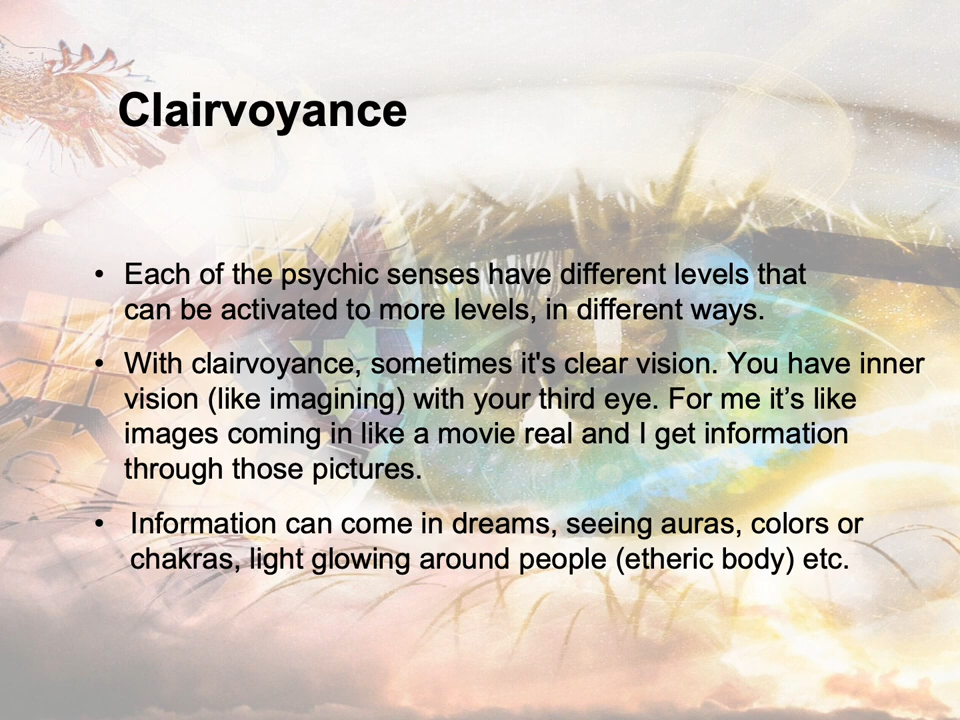 Clairvoyance
• Each of the psychic senses have different levels that
can be activated to more levels, in different ways.
• With clairvoyance, sometimes it's clear vision. You have inner
vision (like imagining) with your third eye. For me it’s like
images coming in like a movie real and I get information
through those pictures.
• Information can come in dreams, seeing auras, colors or
chakras, light glowing around people (etheric body) etc.